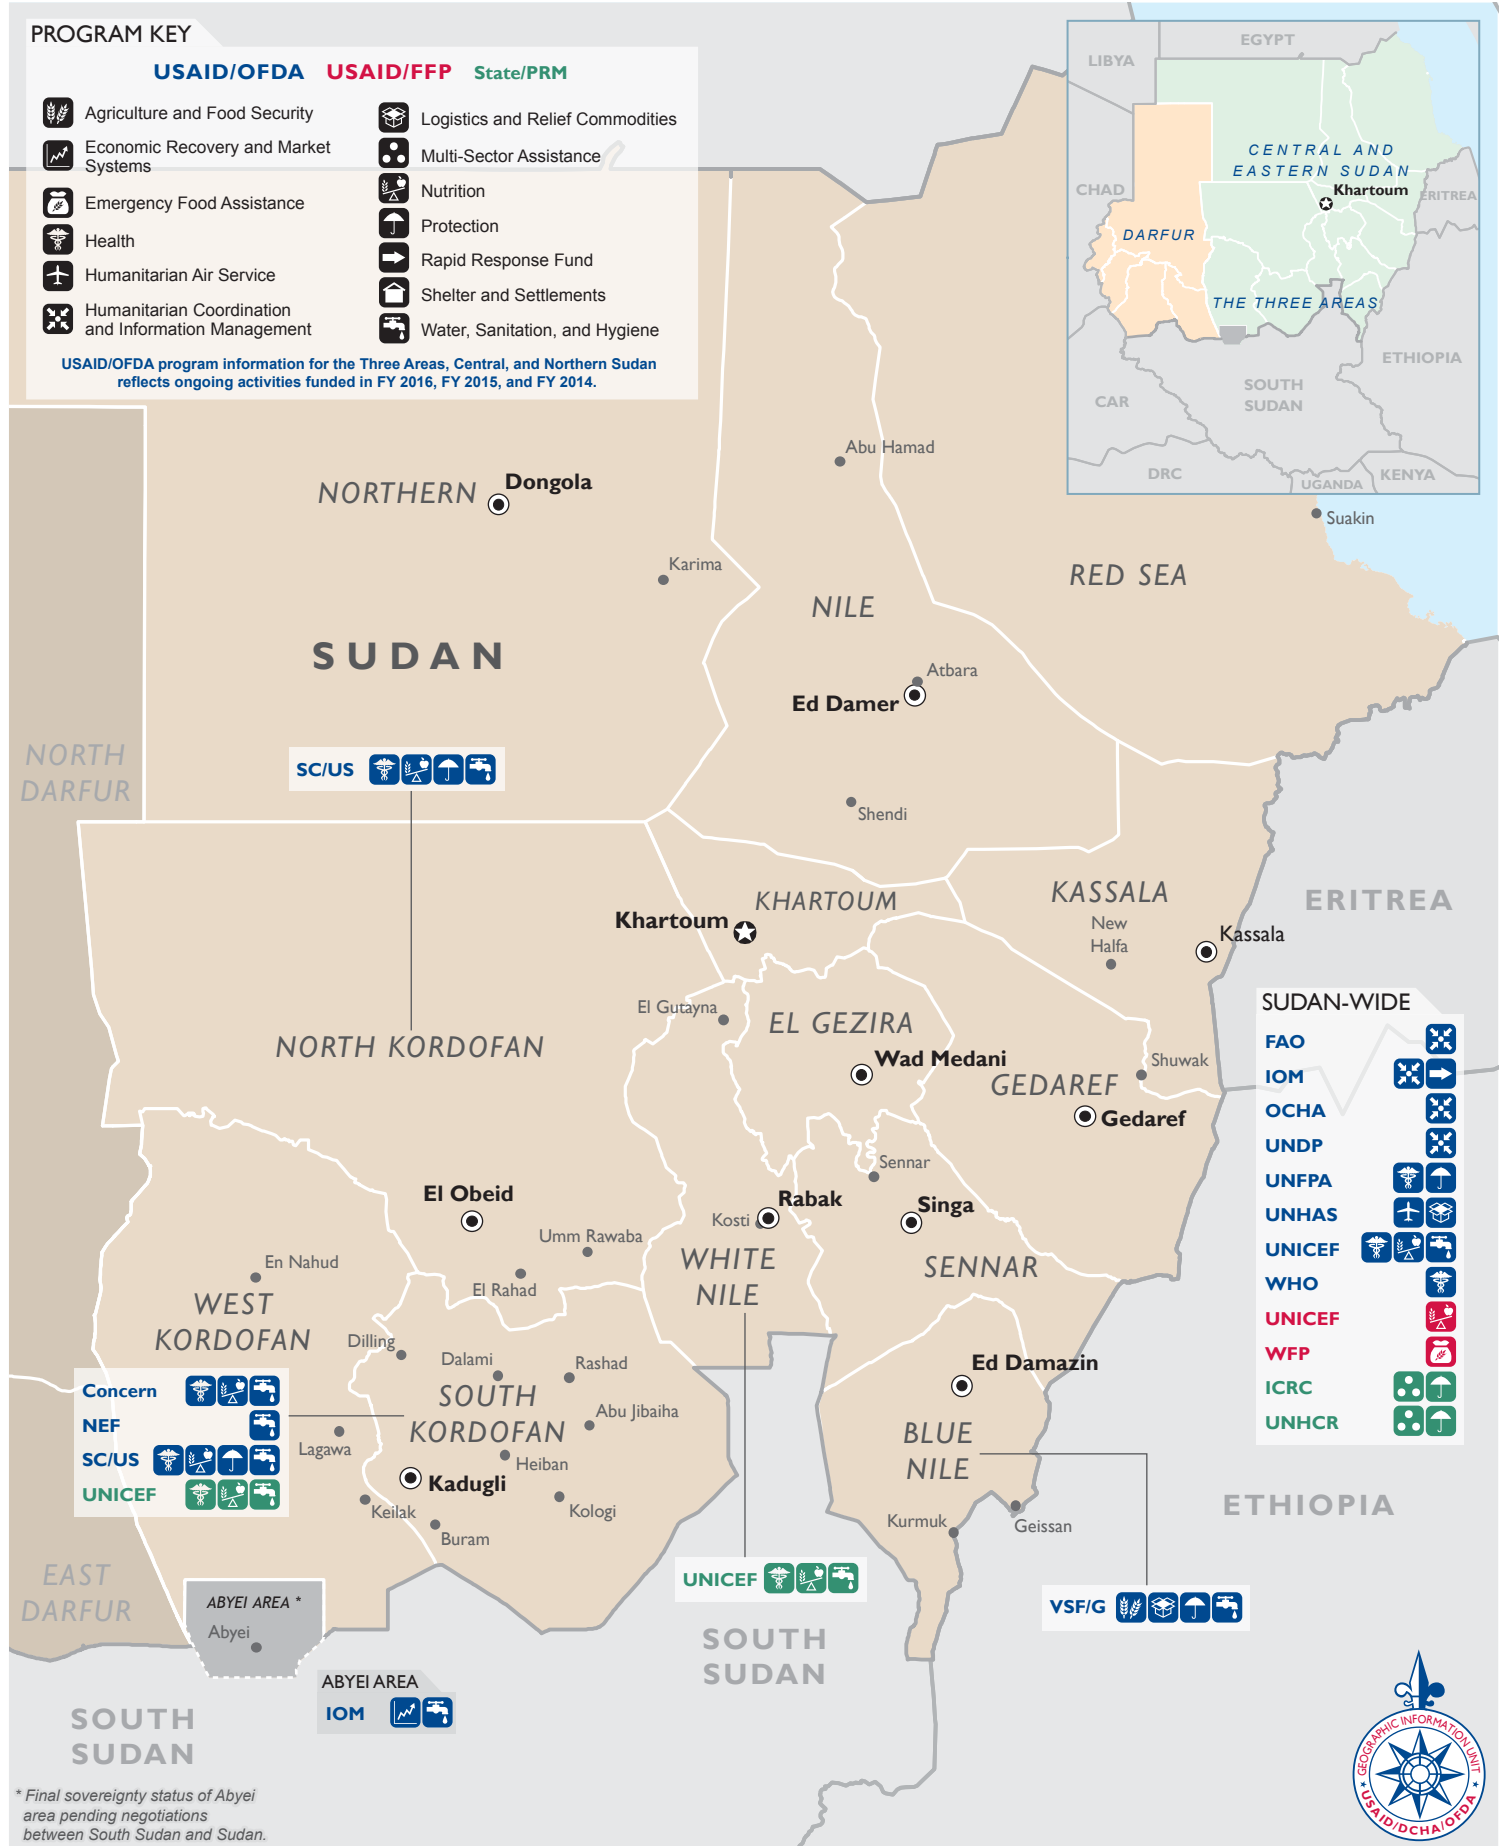 PROGRAM KEY
USAID/OFDA USAID/FFP State/PRM
Agriculture and Food Security
Economic Recovery and Market
Systems
Emergency Food Assistance
Health
Humanitarian Air Service
Humanitarian Coordination
and Information Management
Logistics and Relief Commodities
Multi-Sector Assistance
Nutrition
Protection
Rapid Response Fund
Shelter and Settlements
Water, Sanitation, and Hygiene
USAID/OFDA program information for the Three Areas, Central, and Northern Sudan
reflects ongoing activities funded in FY 2016, FY 2015, and FY 2014.
EGYPT
LIBYA
CENTRAL AND
EASTERN SUDAN
CHAD
Khartoum
ERITREA
DARFUR
THE THREE AREAS
ETHIOPIA
SOUTH
SUDAN
CAR
DRC
UGANDA
KENYA
Abu Hamad
NORTHERN
Dongola
Suakin
Karima
RED SEA
NILE
SUDAN
Atbara
Ed Damer
NORTH
DARFUR
SC/US
Shendi
KHARTOUM
KASSALA
ERITREA
Khartoum
New
Halfa
Kassala
El Gutayna
EL GEZIRA
NORTH KORDOFAN
Wad Medani
Shuwak
GEDAREF
Gedaref
SUDAN-WIDE
FAO
IOM
OCHA
UNDP
UNFPA
UNHAS
UNICEF
WHO
UNICEF
WFP
ICRC
UNHCR
Sennar
El Obeid
Rabak
Singa
Kosti
Umm Rawaba
En Nahud
El Rahad
WHITE
NILE
SENNAR
WEST
KORDOFAN
Dilling
Dalami
Rashad
Ed Damazin
Concern
NEF
SC/US
UNICEF
SOUTH
KORDOFAN
Abu Jibaiha
Lagawa
Heiban
BLUE
NILE
Kadugli
Keilak
Kologi
Buram
Kurmuk
Geissan
ETHIOPIA
EAST
DARFUR
ABYEI AREA *
Abyei
UNICEF
VSF/G
SOUTH
SUDAN
ABYEI AREA
IOM
SOUTH
SUDAN
* Final sovereignty status of Abyei
area pending negotiations
between South Sudan and Sudan.
GEOGRAPHIC INFORMATION UNIT
USAID/DCHA/OFDA